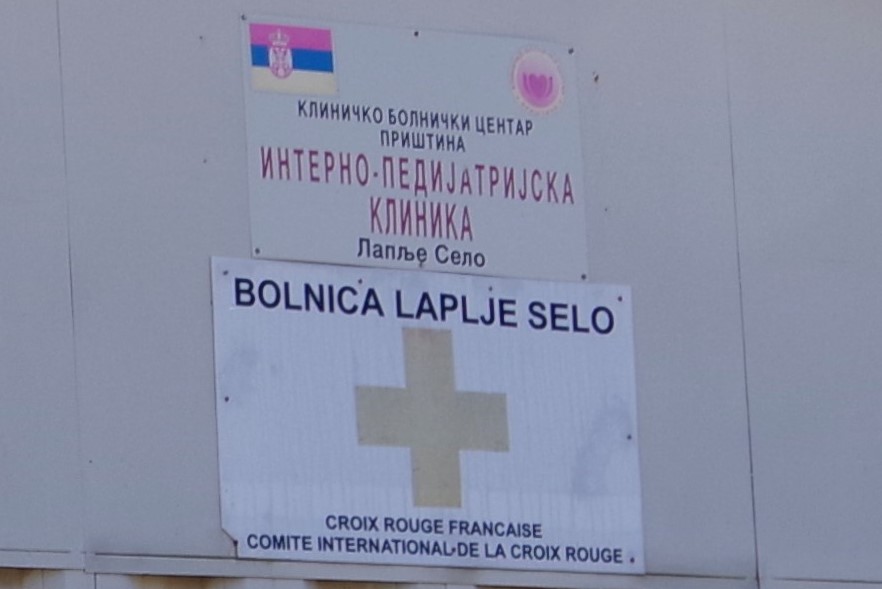 КЛИНИЧКО БОЛНИЧКИ ЦЕНТАР
ПРИШТИНА
ИНТЕРНО-ПЕДИЈАТРИЈСКА
КЛИНИКА
Лапље Село
BOLNICA LAPLJE SELO
CROIX ROUGE FRANCAISE
COMITE INTERNATIONAL DE LA CROIX ROUGE